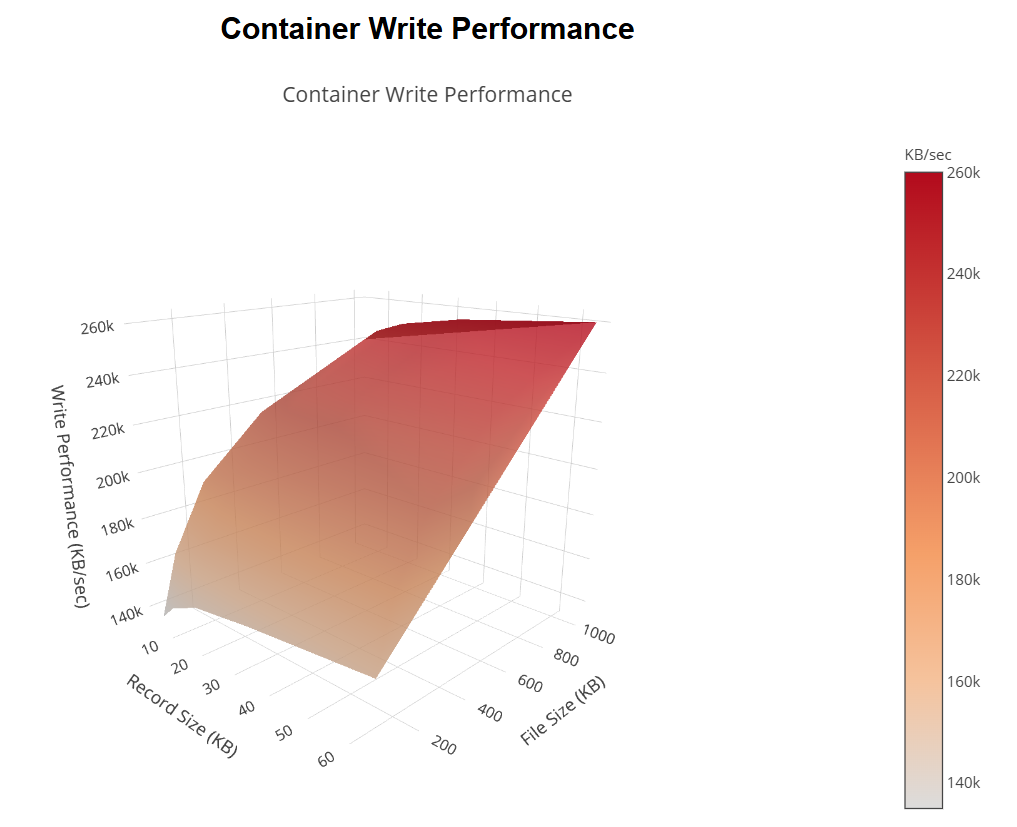 Container Write Performance
Container Write Performance
KB/sec
260k
240k
220k
200k
180k
160k
140k
260k
240k
220k
200k
180k
160k
140k
Write Performance (KB/sec)
10
20
30
40
50
60
Record Size (KB)
200
400
600
800
1000
File Size (KB)